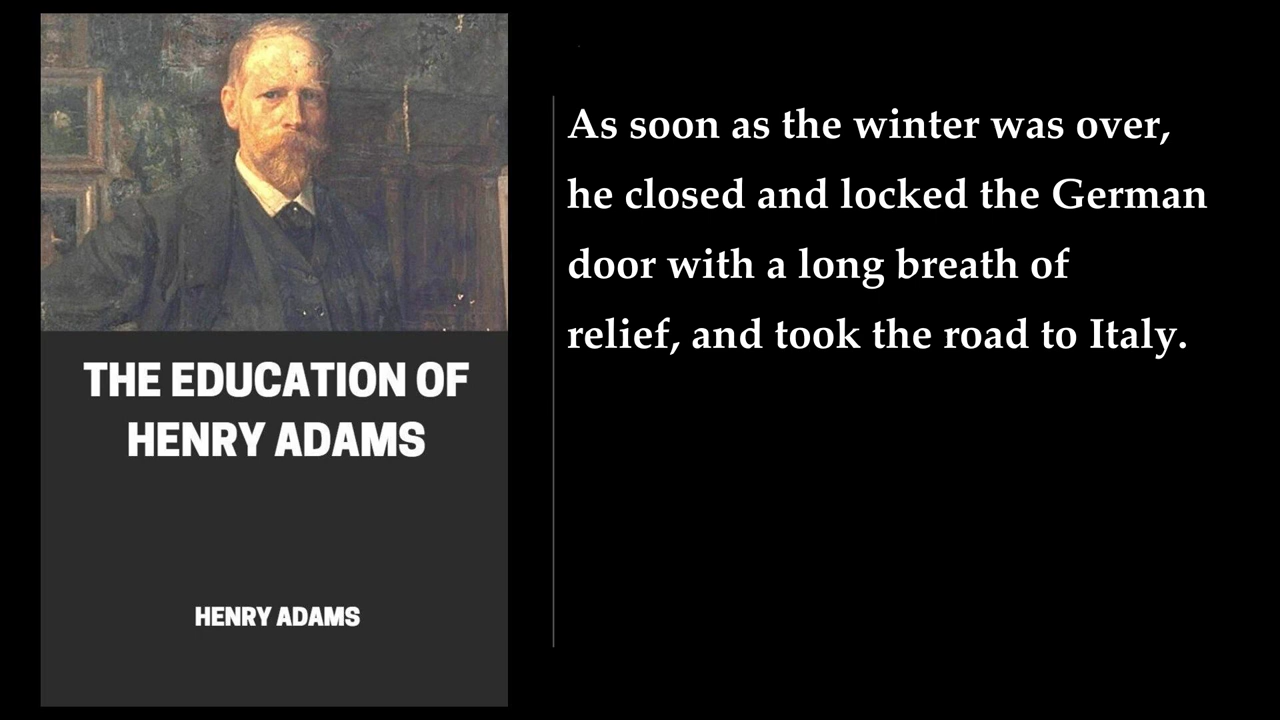 THE EDUCATION OF
HENRY ADAMS
HENRY ADAMS
As soon as the winter was over,
he closed and locked the German
door with a long breath of
relief, and took the road to Italy.